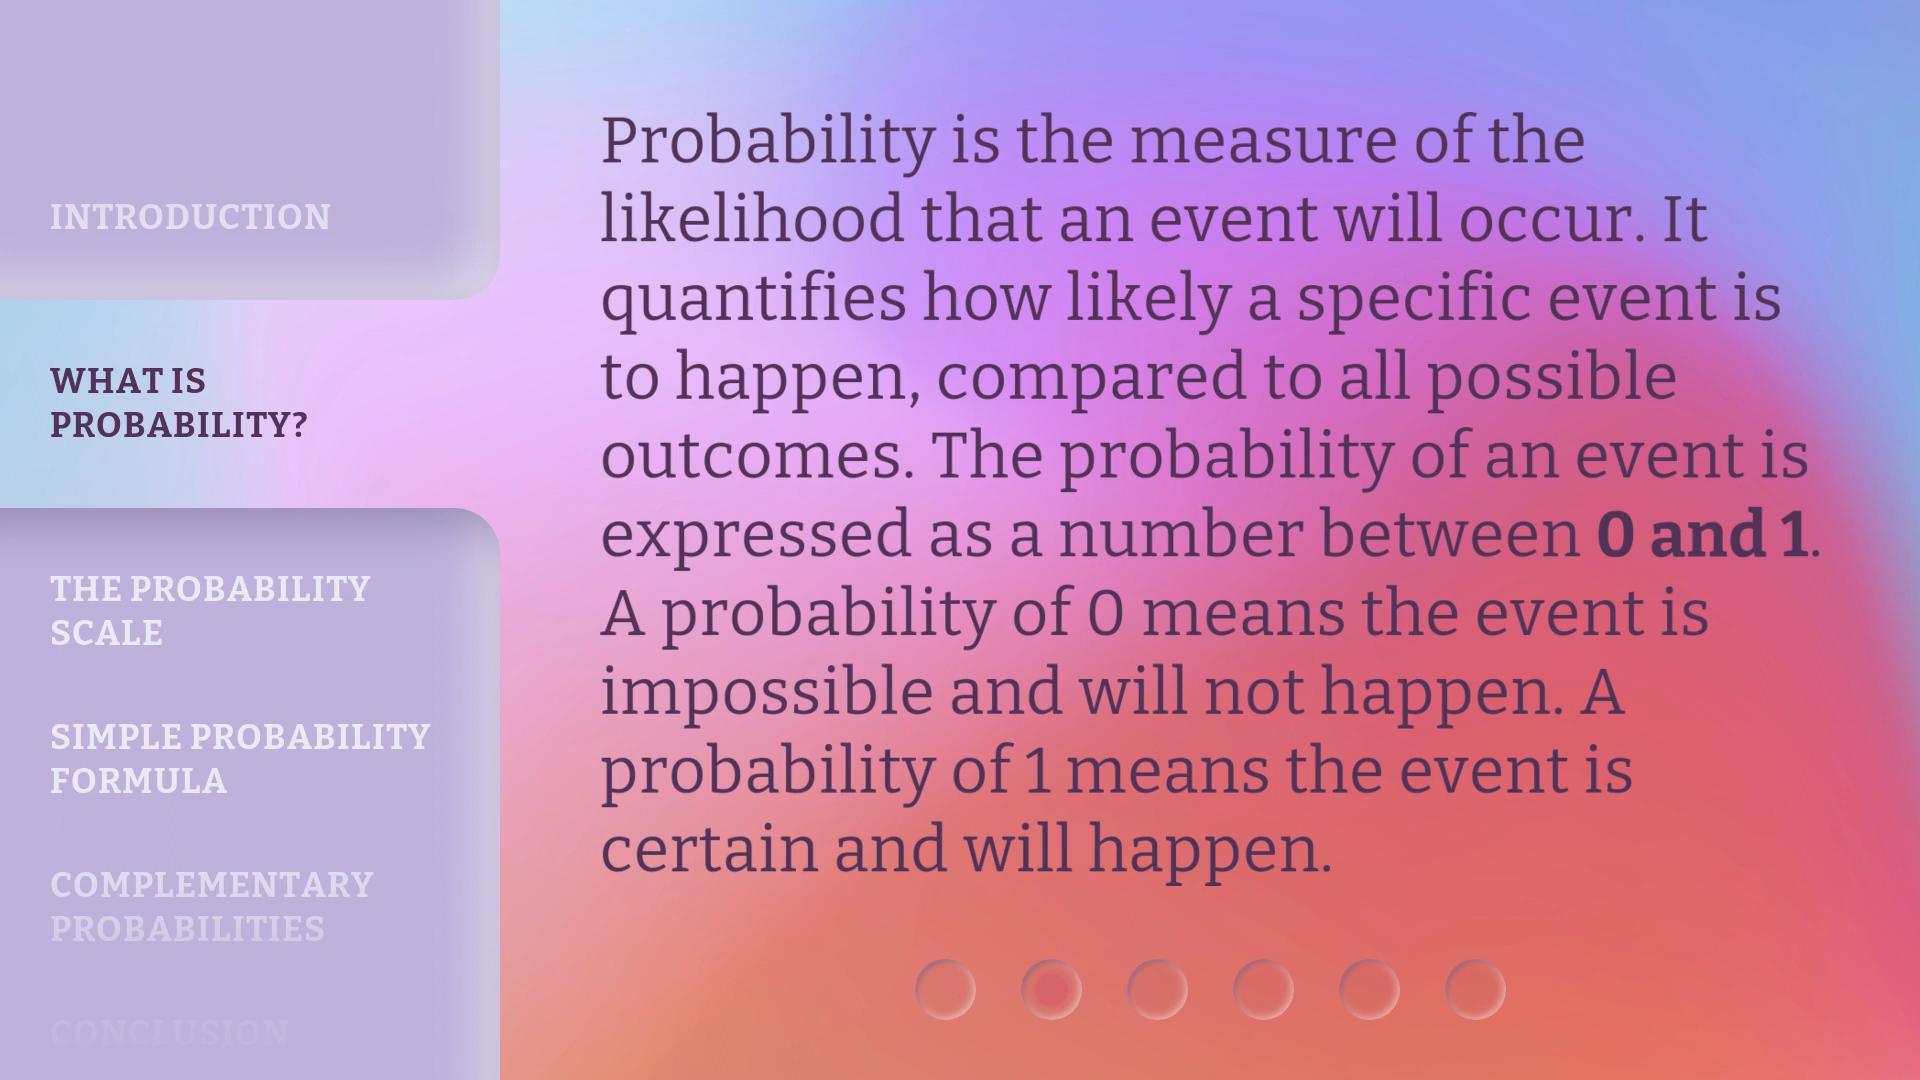 INTRODUCTION
WHAT IS
PROBABILITY?
THE PROBABILITY
SCALE
SIMPLE PROBABILITY
FORMULA
COMPLEMENTARY
PROBABILITIES
CONCLUSION
Probability is the measure of the
likelihood that an event will occur. It
quantifies how likely a specific event is
to happen, compared to all possible
outcomes. The probability of an event is
expressed as a number between 0 and 1.
A probability of 0 means the event is
impossible and will not happen. A
probability of 1 means the event is
certain and will happen.